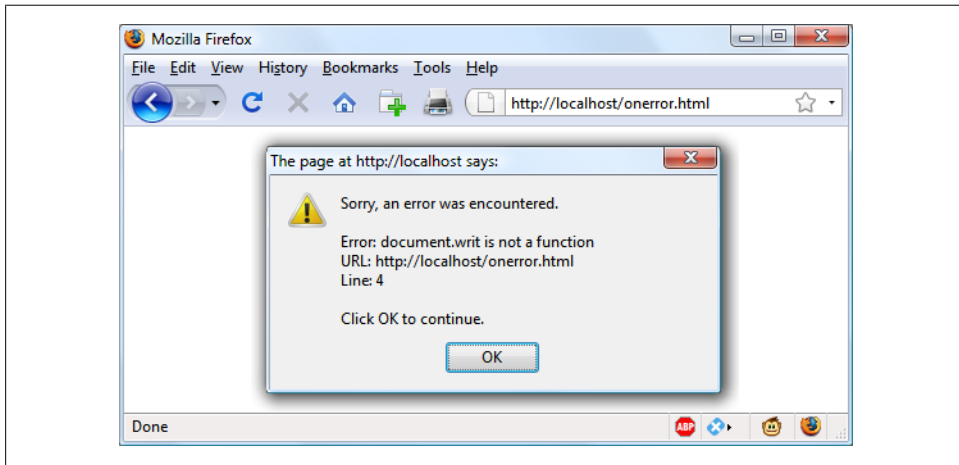 Mozilla Firefox
File Edit View History Bookmarks Tools Help
http://localhost/onerror.html
The page at http://localhost says:
Sorry, an error was encountered.
Error: document.writ is not a function
URL: http://localhost/onerror.html
Line: 4
Click OK to continue.
OK
Done
ABP